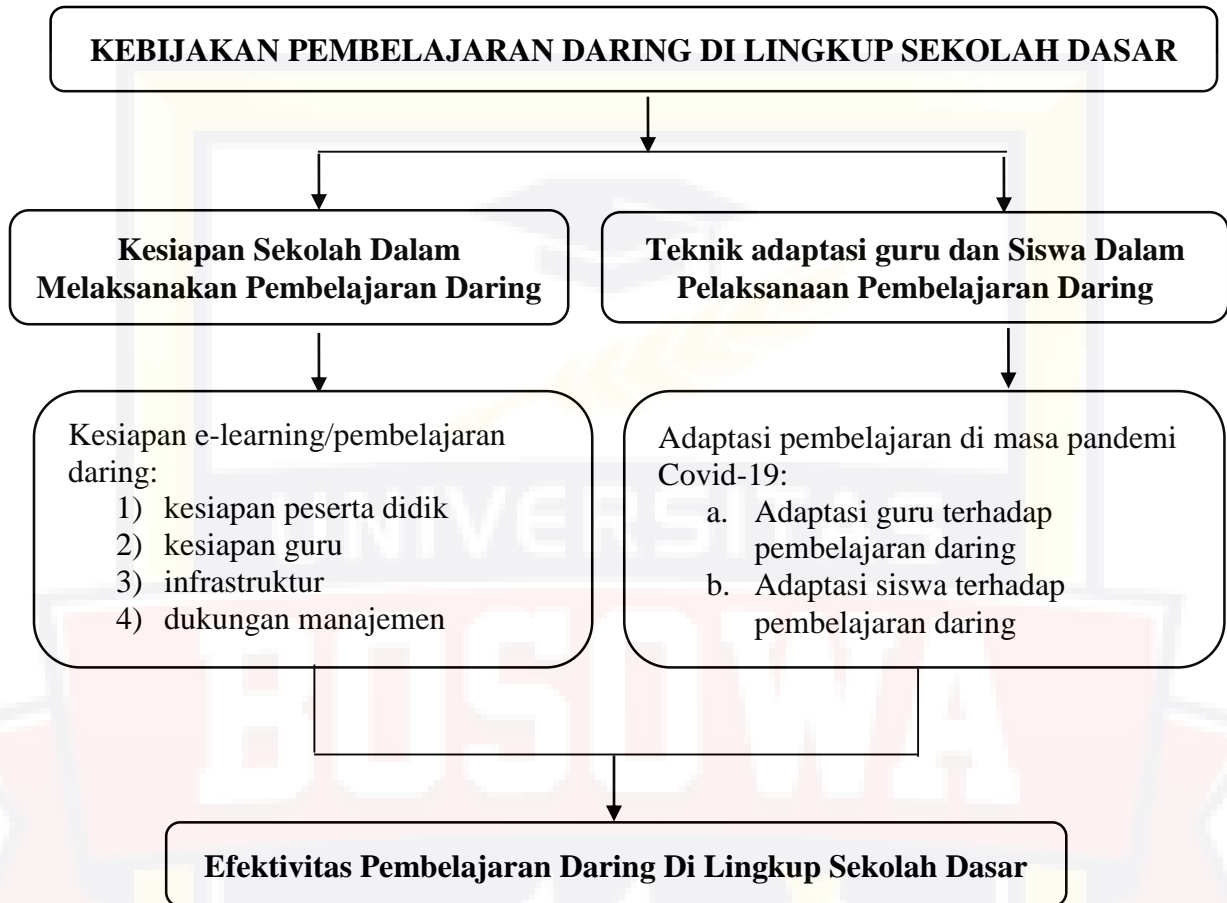 KEBIJAKAN PEMBELAJARAN DARING DI LINGKUP SEKOLAH DASAR
Kesiapan Sekolah Dalam
Melaksanakan Pembelajaran Daring
Teknik adaptasi guru dan Siswa Dalam
Pelaksanaan Pembelajaran Daring
Kesiapan e-learning/pembelajaran
daring:
1) kesiapan peserta didik
2) kesiapan guru
3) infrastruktur
4) dukungan manajemen
Adaptasi pembelajaran di masa pandemi
Covid-19:
a. Adaptasi guru terhadap
pembelajaran daring
b. Adaptasi siswa terhadap
pembelajaran daring
UNIVERSITAS
BOSOWA
Efektivitas Pembelajaran Daring Di Lingkup Sekolah Dasar